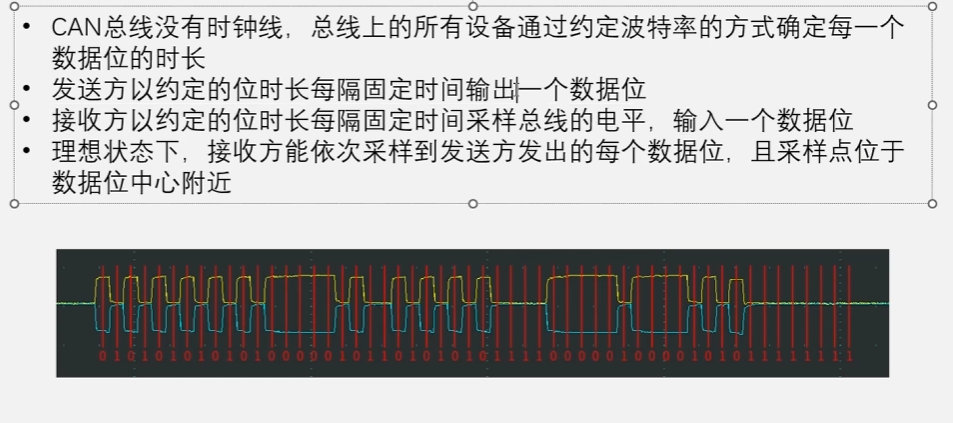 • CAN总线没有时钟线，总线上的所有设备通过约定波特率的方式确定每一个
数据位的时长
• 发送方以约定的位时长每隔固定时间输出一个数据位
• 接收方以约定的位时长每隔固定时间采样总线的电平，输入一个数据位
• 理想状态下，接收方能依次采样到发送方发出的每个数据位，且采样点位于
数据位中心附近
0 1 0 1 0 1 0 1 0 1 0 1 0 0 0 0 0 1 0 1 1 0 1 0 1 0 1 0 1 1 1 1 0 0 0 0 0 1 0 0 0 0 1 0 1 0 1 1 1 1 1 1 1 1